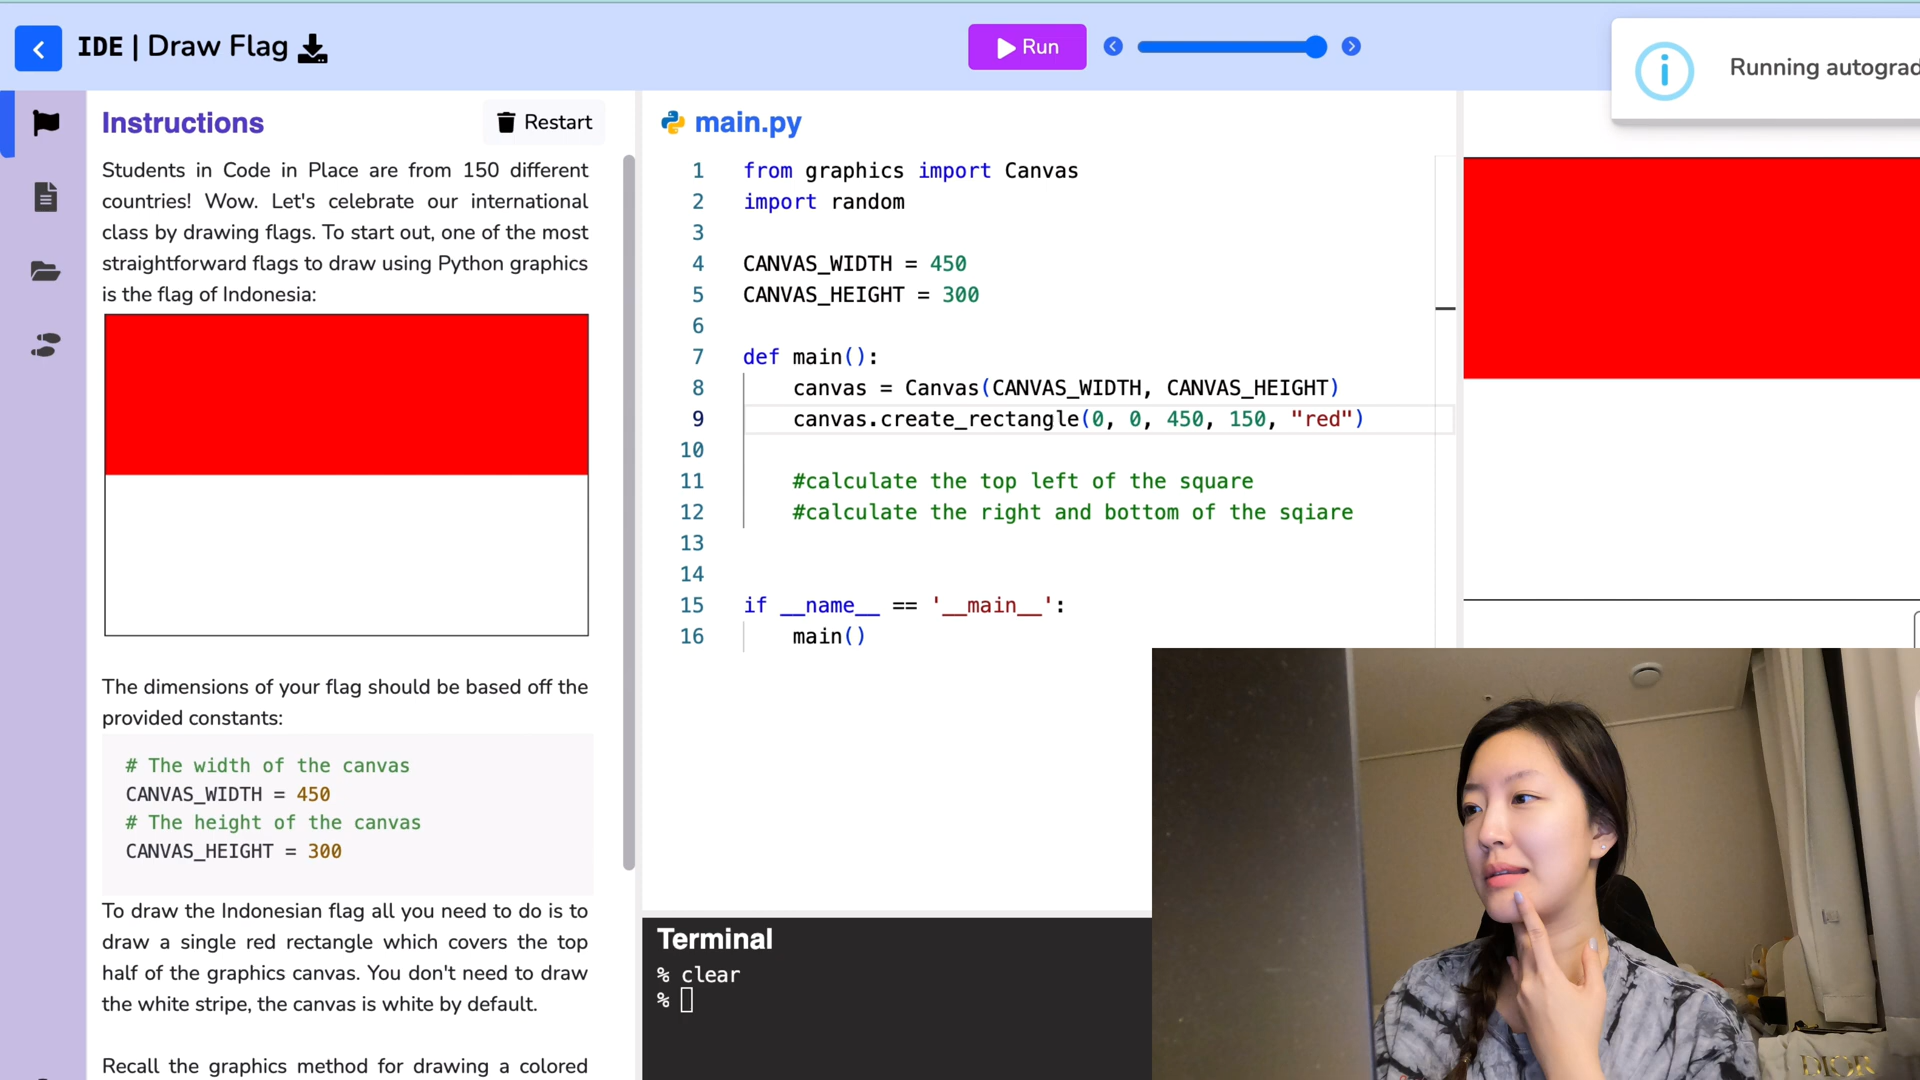 IDE | Draw Flag
Run
Running autograd
Instructions
Restart
Students in Code in Place are from 150 different
countries! Wow. Let's celebrate our international
class by drawing flags. To start out, one of the most
straightforward flags to draw using Python graphics
is the flag of Indonesia:
The dimensions of your flag should be based off the
provided constants:
# The width of the canvas
CANVAS_WIDTH = 450
# The height of the canvas
CANVAS_HEIGHT = 300
To draw the Indonesian flag all you need to do is to
draw a single red rectangle which covers the top
half of the graphics canvas. You don't need to draw
the white stripe, the canvas is white by default.
Recall the graphics method for drawing a colored
main.py
1 from graphics import Canvas
2 import random
3
4 CANVAS_WIDTH = 450
5 CANVAS_HEIGHT = 300
6
7 def main():
8 canvas = Canvas(CANVAS_WIDTH, CANVAS_HEIGHT)
9 canvas.create_rectangle(0, 0, 450, 150, "red")
10
11 #calculate the top left of the square
12 #calculate the right and bottom of the sqiare
13
14
15 if __name__ == '__main__':
16 main()
Terminal
% clear
%
DIOR